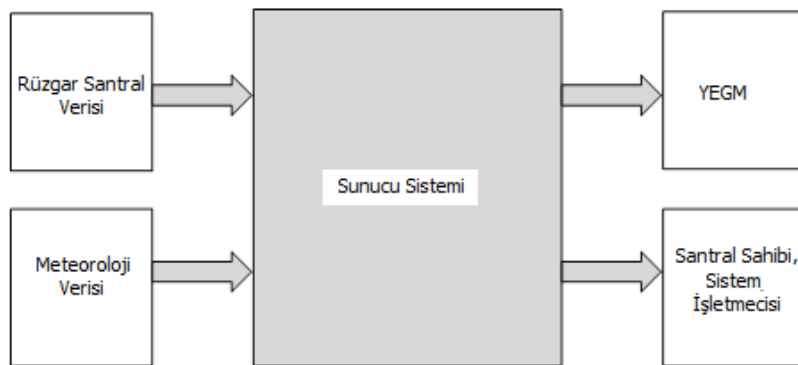 Rüzgar Santral
Verisi
YEGM
Sunucu Sistemi
Meteoroloji
Verisi
Santral Sahibi,
Sistem
İşletmecisi